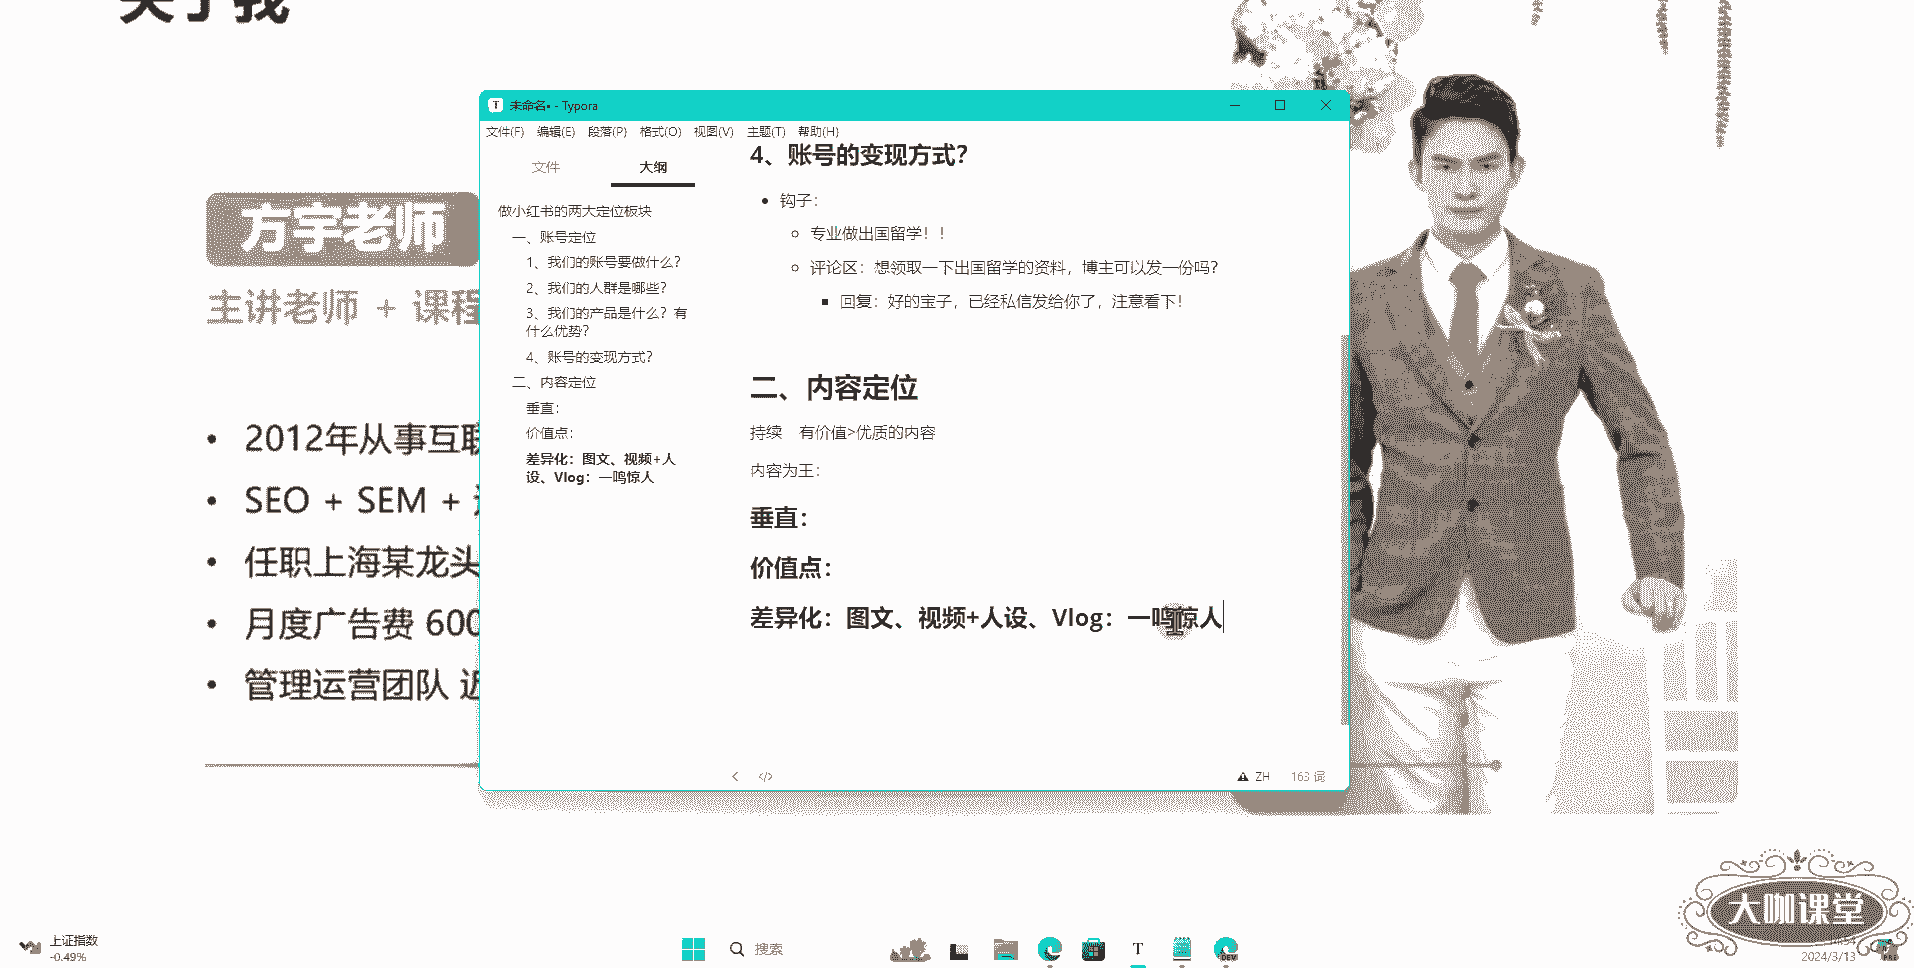 关于我
方宇老师
主讲老师 + 课程
2012年从事互联
SEO + SEM +
任职上海某龙头
月度广告费 600
管理运营团队 近
未命名• - Typora
文件(F) 编辑(E) 段落(P) 格式(O) 视图(V) 主题(T) 帮助(H)
文件 大纲
做小红书的两大定位板块
一、账号定位
1、我们的账号要做什么？
2、我们的人群是哪些？
3、我们的产品是什么？有
什么优势？
4、账号的变现方式？
二、内容定位
垂直：
价值点：
差异化：图文、视频+人
设、Vlog：一鸣惊人
4、账号的变现方式？
钩子：
专业做出国留学！！
评论区：想领取一下出国留学的资料，博主可以发一份吗？
回复：好的宝子，已经私信发给你了，注意看下！
二、内容定位
持续 有价值>优质的内容
内容为王：
垂直：
价值点：
差异化：图文、视频+人设、Vlog：一鸣惊人
ZH 163 词
大咖课堂
上证指数
-0.49%
搜索
2024/3/13